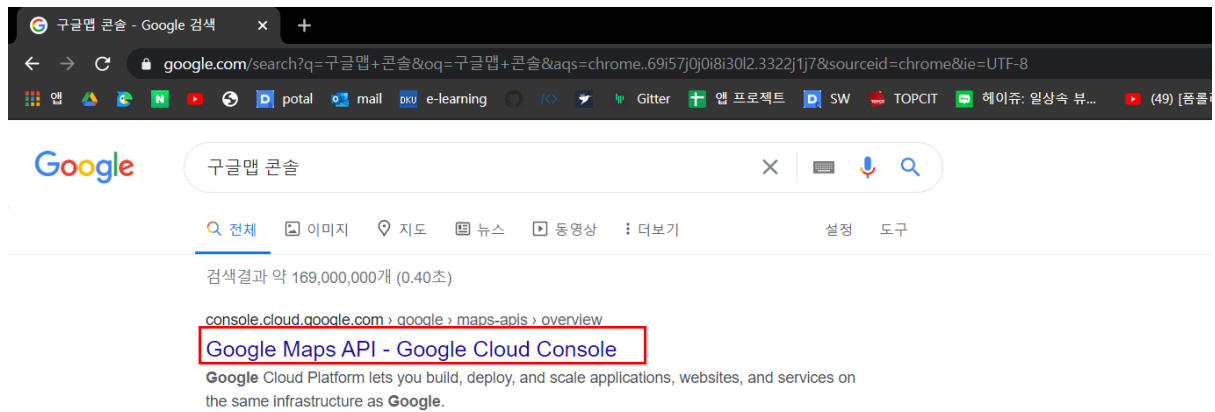 구글맵 콘솔 - Google 검색
google.com/search?q=구글맵+콘솔&oq=구글맵+콘솔&aqs=chrome..69i57j0j0i8i30l2.3322j1j7&sourceid=chrome&ie=UTF-8
앱 N D potal mail DKU e-learning Gitter 앱 프로젝트 D SW TOPCIT 헤이쥬: 일상속 뷰... (49) [폼롤러
Google
구글맵 콘솔
전체 이미지 지도 뉴스 동영상 더보기 설정 도구
검색결과 약 169,000,000개 (0.40초)
console.cloud.google.com › google › maps-apis › overview
Google Maps API - Google Cloud Console
Google Cloud Platform lets you build, deploy, and scale applications, websites, and services on
the same infrastructure as Google.